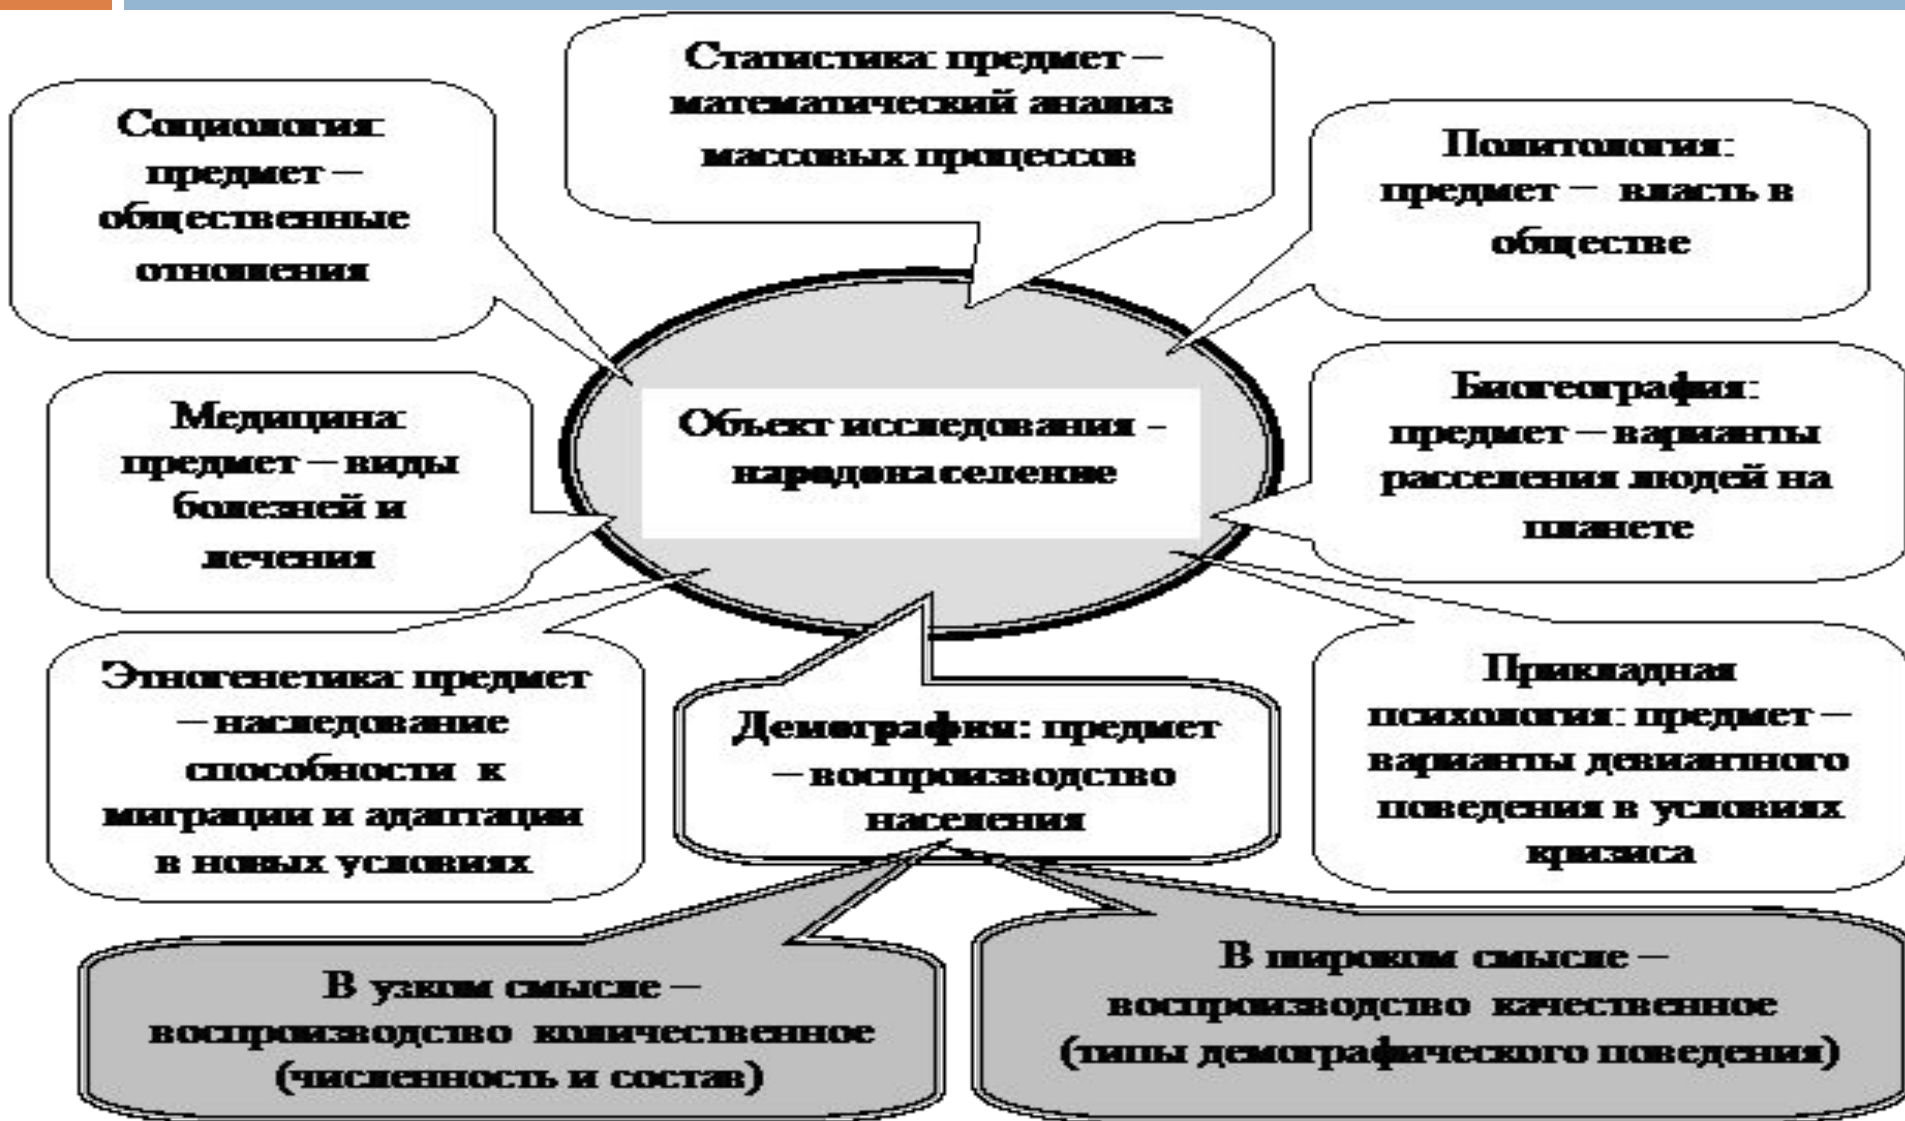 Статистика: предмет –
математический анализ
массовых процессов
Социология:
предмет –
общественные
отношения
Политология:
предмет – власть в
обществе
Медицина:
предмет – виды
болезней и
лечения
Объект исследования -
народонаселение
Биогеография:
предмет – варианты
расселения людей на
планете
Этногенетика: предмет
– наследование
способности к
миграции и адаптации
в новых условиях
Демография: предмет
– воспроизводство
населения
Прикладная
психология: предмет –
варианты девиантного
поведения в условиях
кризиса
В узком смысле –
воспроизводство количественное
(численность и состав)
В широком смысле –
воспроизводство качественное
(типы демографического поведения)